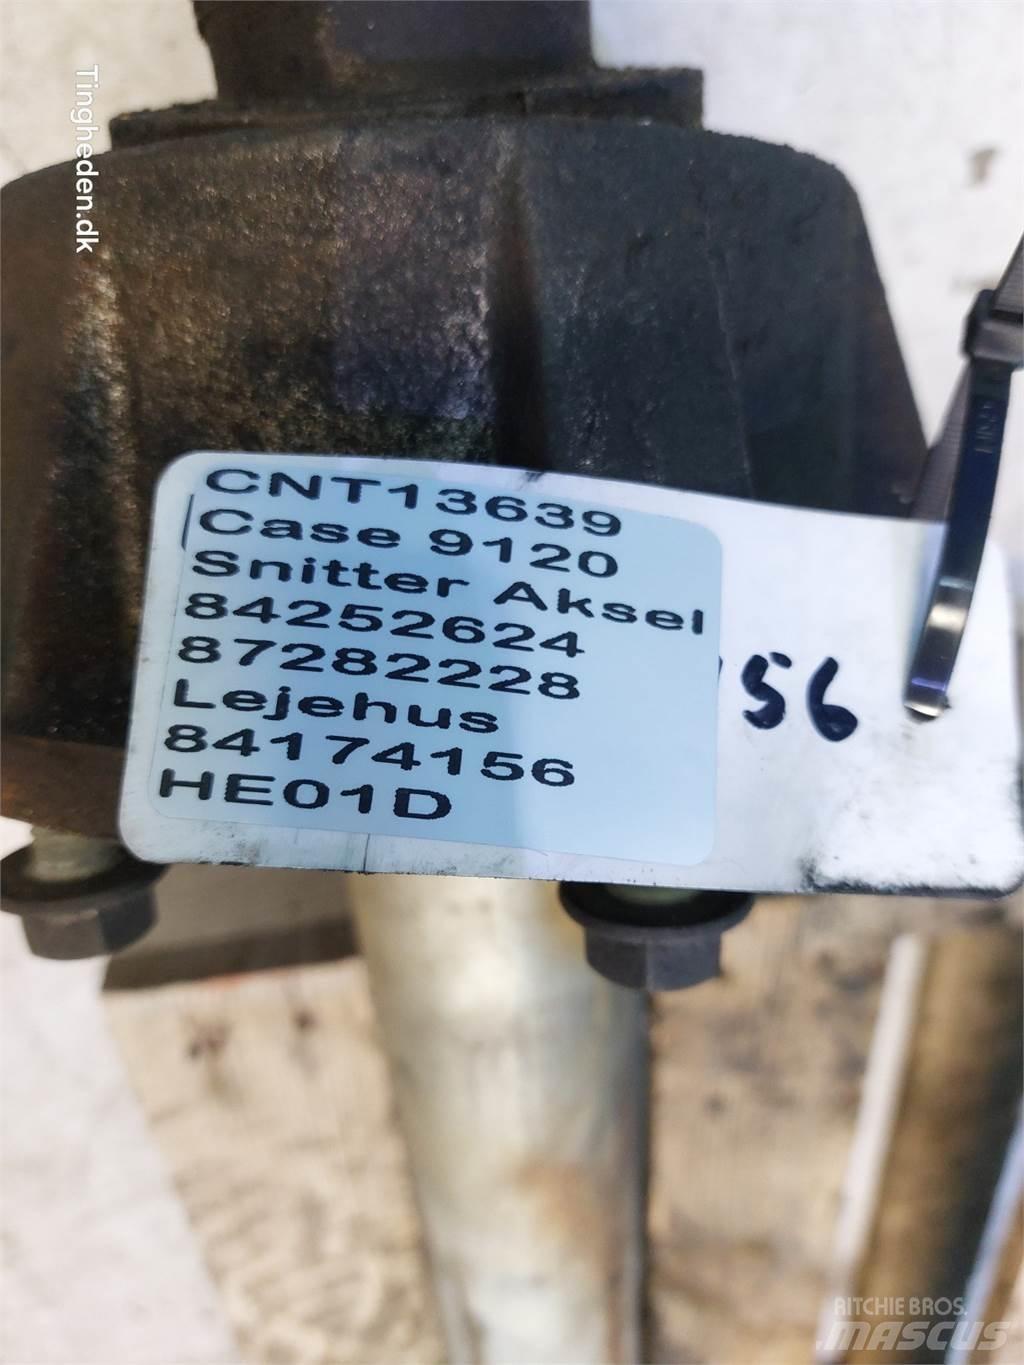 Tingheden.dk
CNT13639
Case 9120
Snitter Aksel
84252624
87282228
Lejehus
84174156
HE01D
56
RITCHIE BROS.
MASCUS